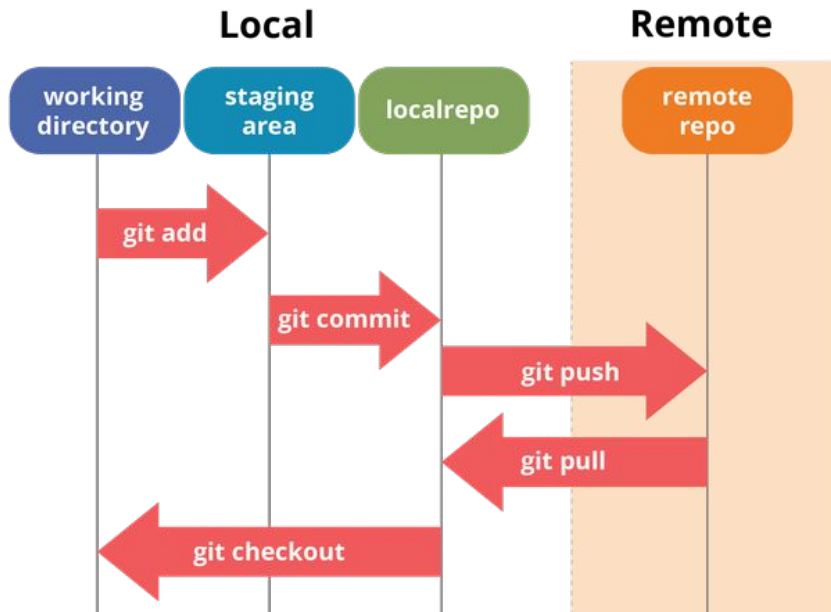 Local
Remote
working
directory
staging
area
localrepo
remote
repo
git add
git commit
git push
git pull
git checkout